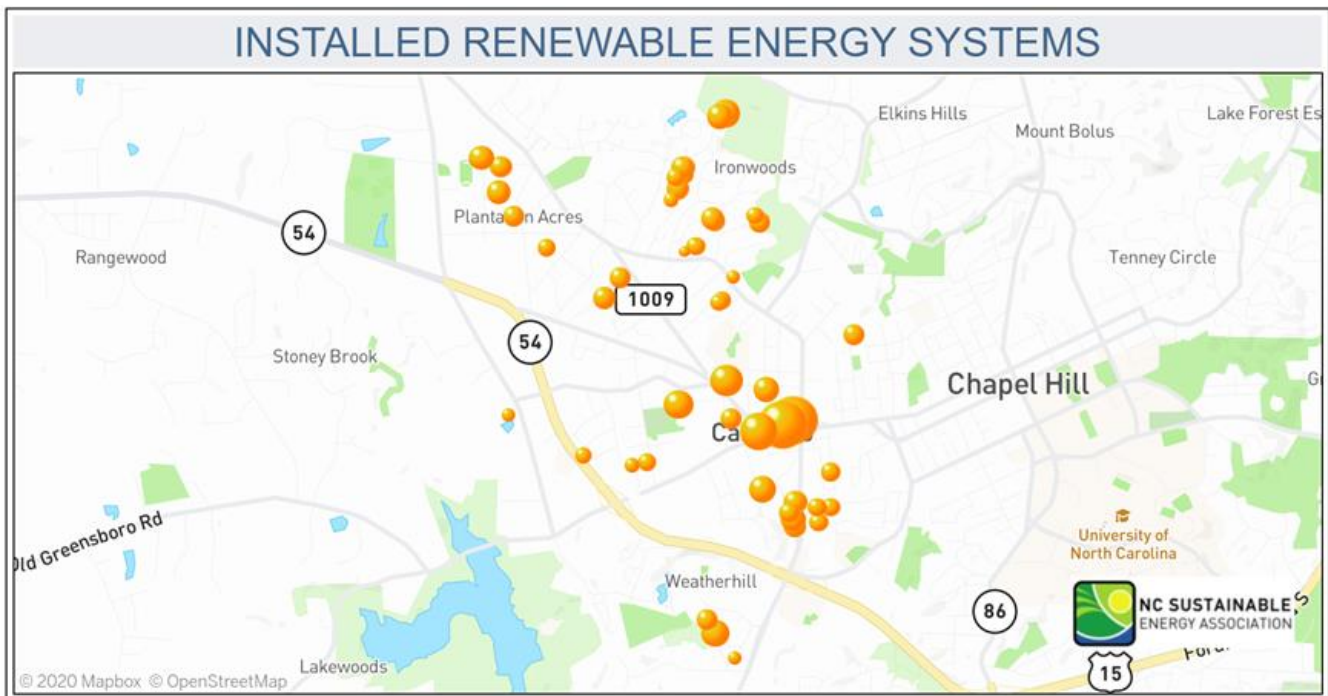 INSTALLED RENEWABLE ENERGY SYSTEMS
Elkins Hills
Lake Forest Es
Mount Bolus
Ironwoods
54
Rangewood
Tenney Circle
1009
54
Stoney Brook
Chapel Hill
Old Greensboro Rd
University of
North Carolina
Weatherhill
86
NC SUSTAINABLE
ENERGY ASSOCIATION
Lakewoods
15
© 2020 Mapbox © OpenStreetMap